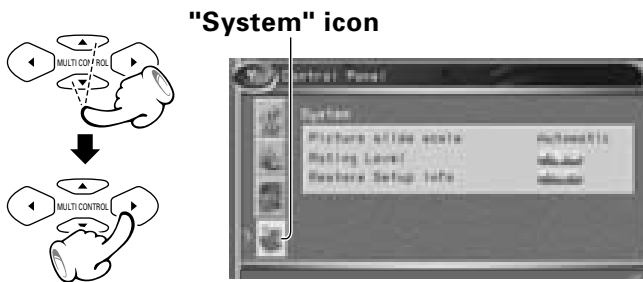 "System" icon
MULTI CONTROL
MULTI CONTROL
Control Panel
System
Picture slide scale Automatic
Rating Level
Restore Setup info